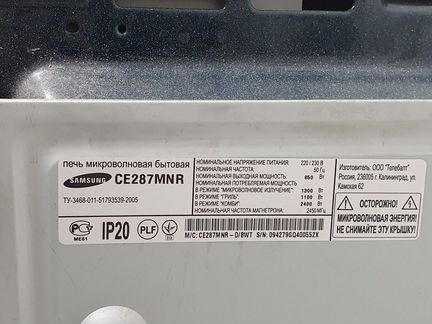 печь микроволновая бытовая
SAMSUNG CE287MNR
ТУ-3468-011-51793539-2005
ME61 IP20 PLF
НОМИНАЛЬНОЕ НАПРЯЖЕНИЕ ПИТАНИЯ 220 / 230 В
НОМИНАЛЬНАЯ ЧАСТОТА 50 Гц
НОМИНАЛЬНАЯ ВЫХОДНАЯ МОЩНОСТЬ: 850 Вт
НОМИНАЛЬНАЯ ПОТРЕБЛЯЕМАЯ МОЩНОСТЬ
В РЕЖИМЕ "МИКРОВОЛНОВОЕ ИЗЛУЧЕНИЕ": 1300 Вт
В РЕЖИМЕ "ГРИЛЬ": 1100 Вт
В РЕЖИМЕ "КОМБИ": 2400 Вт
НОМИНАЛЬНАЯ ЧАСТОТА МАГНЕТРОНА: 2450 МГц
M/C: CE287MNR-D/BWT S/N: 094279GQ400552X
Изготовитель: ООО "Телебалт"
Россия, 236005 г. Калининград, ул.
Камская 62
ОСТОРОЖНО!
МИКРОВОЛНОВАЯ ЭНЕРГИЯ!
НЕ СНИМАЙТЕ ЭТУ КРЫШКУ!